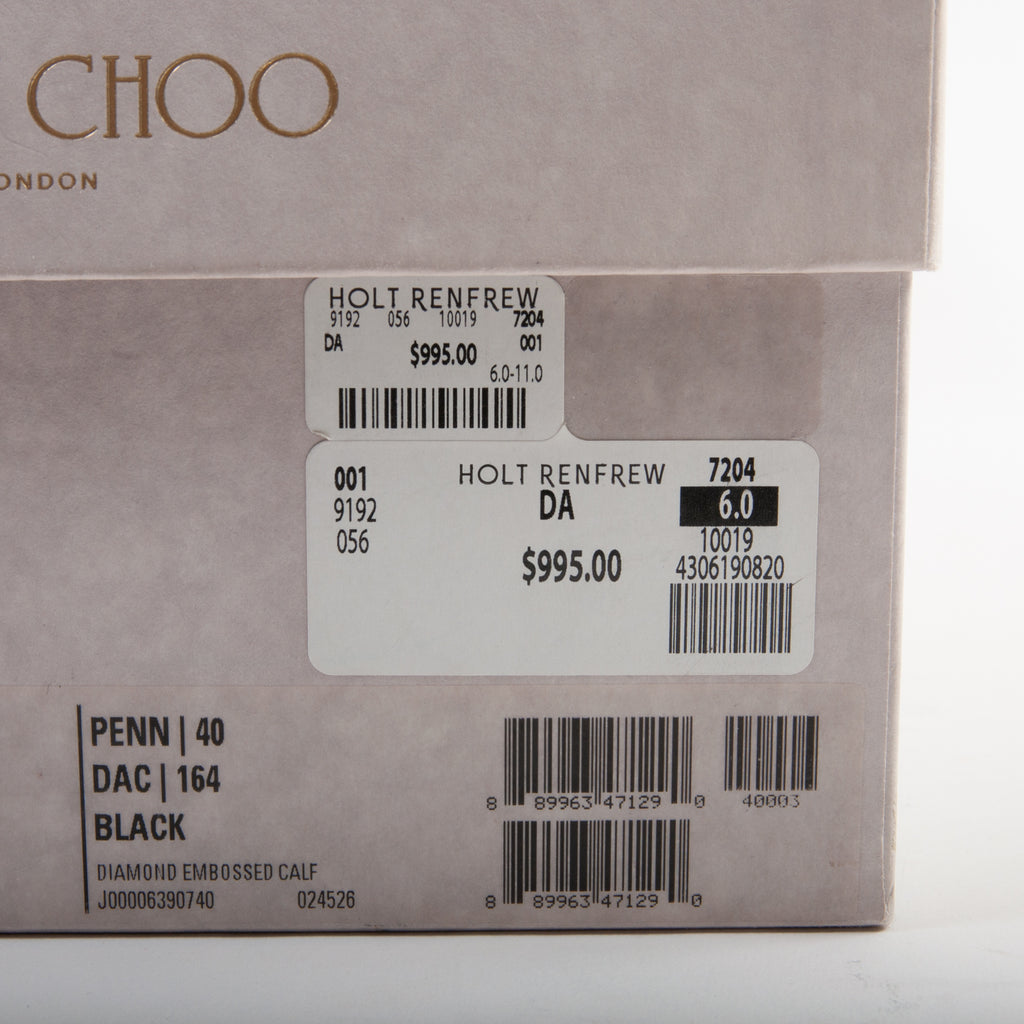 CHOO
ONDON
HOLT RENFREW
9192 056 10019 7204
DA $995.00 001
6.0-11.0
001 HOLT RENFREW 7204
9192 DA 6.0
056 10019
$995.00 4306190820
PENN | 40
DAC | 164
BLACK
DIAMOND EMBOSSED CALF
J00006390740 024526
8 89963 47129 0
40003
8 89963 47129 0